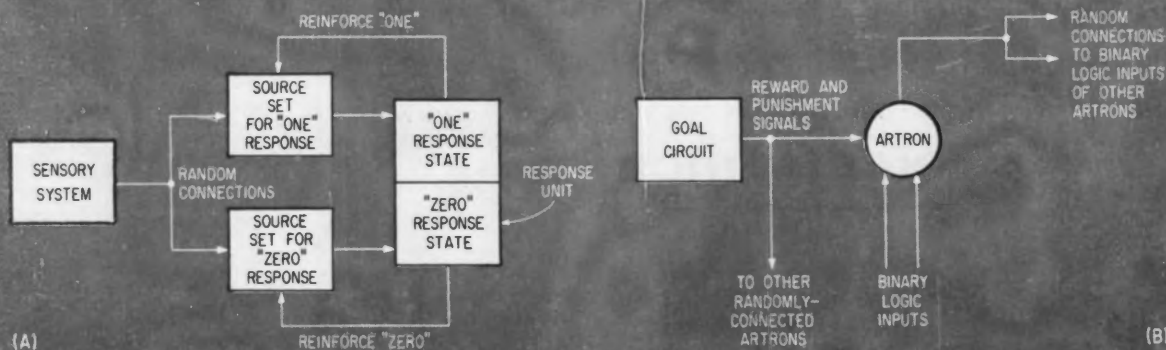 REINFORCE "ONE"
SENSORY
SYSTEM
RANDOM
CONNECTIONS
SOURCE
SET
FOR "ONE"
RESPONSE
"ONE"
RESPONSE
STATE
"ZERO"
RESPONSE
STATE
RESPONSE
UNIT
SOURCE
SET FOR
"ZERO"
RESPONSE
REINFORCE "ZERO"
(A)
GOAL
CIRCUIT
REWARD AND
PUNISHMENT
SIGNALS
ARTRON
RANDOM
CONNECTIONS
TO BINARY
LOGIC INPUTS
OF OTHER
ARTRONS
TO OTHER
RANDOMLY-
CONNECTED
ARTRONS
BINARY
LOGIC
INPUTS
(B)